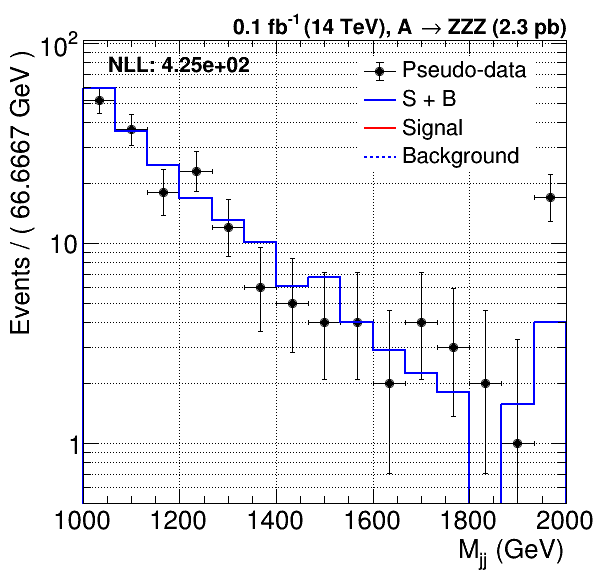 0.1 fb⁻¹ (14 TeV), A → ZZZ (2.3 pb)
NLL: 4.25e+02
Pseudo-data
S + B
Signal
Background
Events / ( 66.6667 GeV )
10²
10
1
1000 1200 1400 1600 1800 2000
M_jj (GeV)